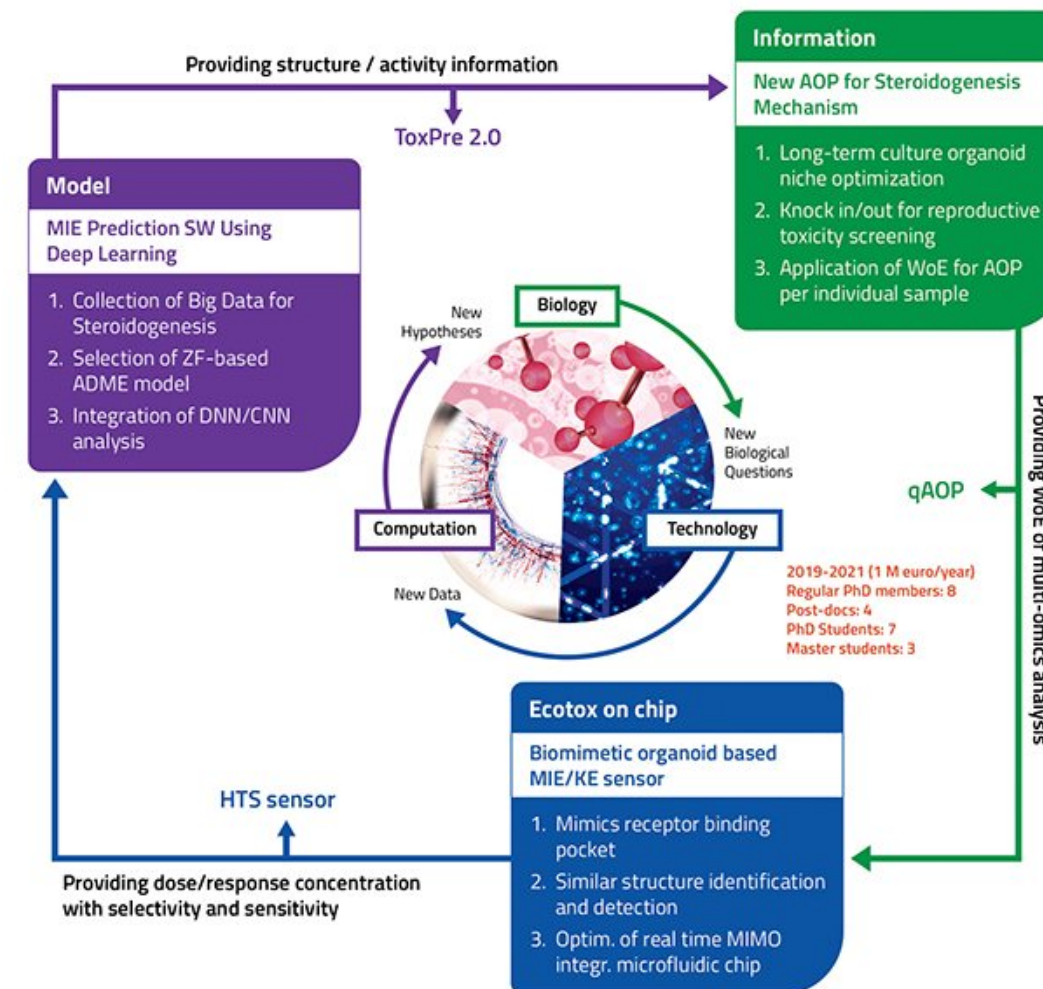 Providing structure / activity information
ToxPre 2.0
Information
New AOP for Steroidogenesis
Mechanism
1. Long-term culture organoid
niche optimization
2. Knock in/out for reproductive
toxicity screening
3. Application of WoE for AOP
per individual sample
Model
MIE Prediction SW Using
Deep Learning
1. Collection of Big Data for
Steroidogenesis
2. Selection of ZF-based
ADME model
3. Integration of DNN/CNN
analysis
New
Hypotheses
Biology
New
Biological
Questions
Computation
Technology
New Data
2019-2021 (1 M euro/year)
Regular PhD members: 8
Post-docs: 4
PhD Students: 7
Master students: 3
qAOP
Providing WoE of multi-omics analysis
Ecotox on chip
Biomimetic organoid based
MIE/KE sensor
1. Mimics receptor binding
pocket
2. Similar structure identification
and detection
3. Optim. of real time MIMO
integr. microfluidic chip
HTS sensor
Providing dose/response concentration
with selectivity and sensitivity